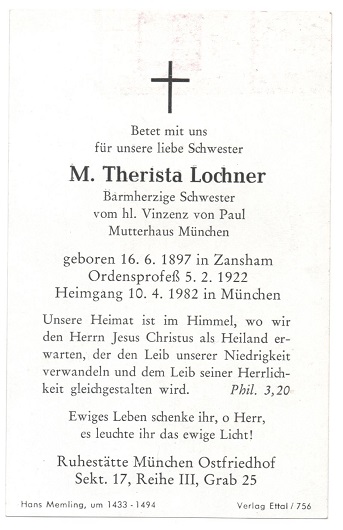 Betet mit uns
für unsere liebe Schwester
M. Therista Lochner
Barmherzige Schwester
vom hl. Vinzenz von Paul
Mutterhaus München
geboren 16. 6. 1897 in Zansham
Ordensprofeß 5. 2. 1922
Heimgang 10. 4. 1982 in München
Unsere Heimat ist im Himmel, wo wir
den Herrn Jesus Christus als Heiland er-
warten, der den Leib unserer Niedrigkeit
verwandeln und dem Leib seiner Herrlich-
keit gleichgestalten wird. Phil. 3,20
Ewiges Leben schenke ihr, o Herr,
es leuchte ihr das ewige Licht!
Ruhestätte München Ostfriedhof
Sekt. 17, Reihe III, Grab 25
Hans Memling, um 1433-1494 Verlag Ettal / 756